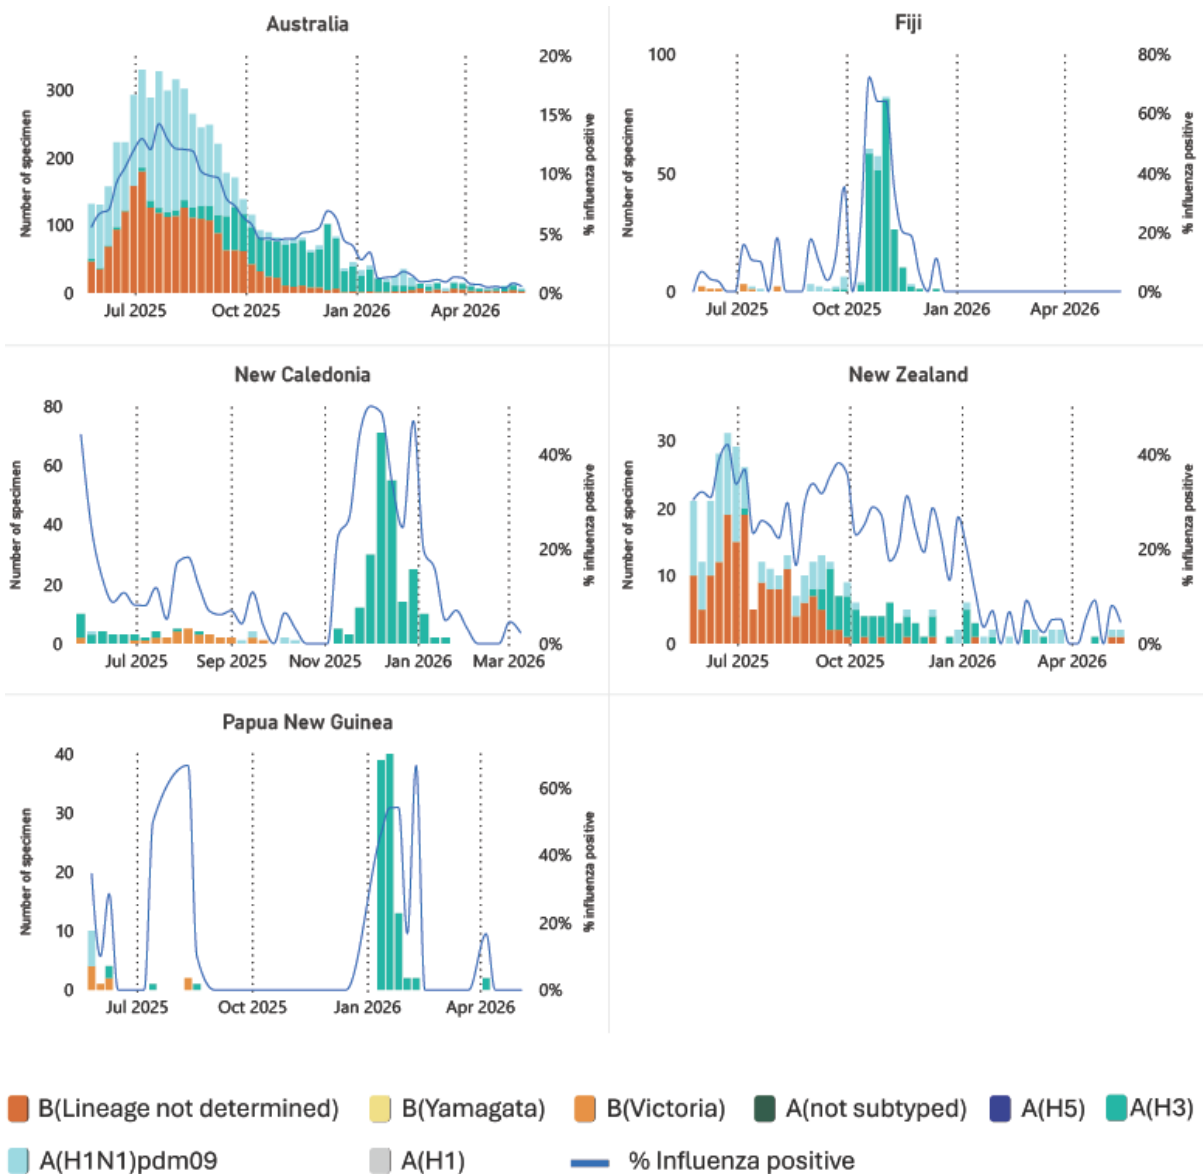 Australia
Number of specimen
300
200
100
0
20%
15%
10%
5%
0%
% influenza positive
Jul 2025 Oct 2025 Jan 2026 Apr 2026
Fiji
Number of specimen
100
50
0
80%
60%
40%
20%
0%
% influenza positive
Jul 2025 Oct 2025 Jan 2026 Apr 2026
New Caledonia
Number of specimen
80
60
40
20
0
40%
20%
0%
% influenza positive
Jul 2025 Sep 2025 Nov 2025 Jan 2026 Mar 2026
New Zealand
Number of specimen
30
20
10
0
40%
20%
0%
% influenza positive
Jul 2025 Oct 2025 Jan 2026 Apr 2026
Papua New Guinea
Number of specimen
40
30
20
10
0
60%
40%
20%
0%
% influenza positive
Jul 2025 Oct 2025 Jan 2026 Apr 2026
B(Lineage not determined) B(Yamagata) B(Victoria) A(not subtyped) A(H5) A(H3)
A(H1N1)pdm09 A(H1) % Influenza positive